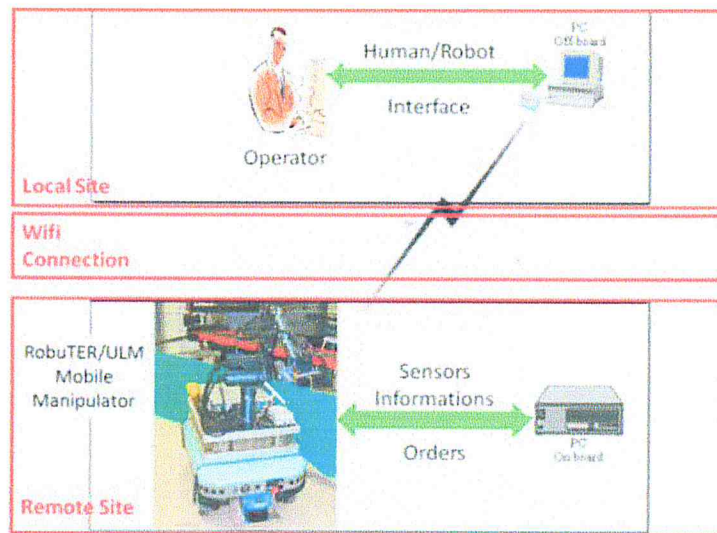 PC
Off board
Human/Robot
Interface
Operator
Local Site
Wifi
Connection
RobuTER/ULM
Mobile
Manipulator
Sensors
Informations
Orders
PC
On board
Remote Site